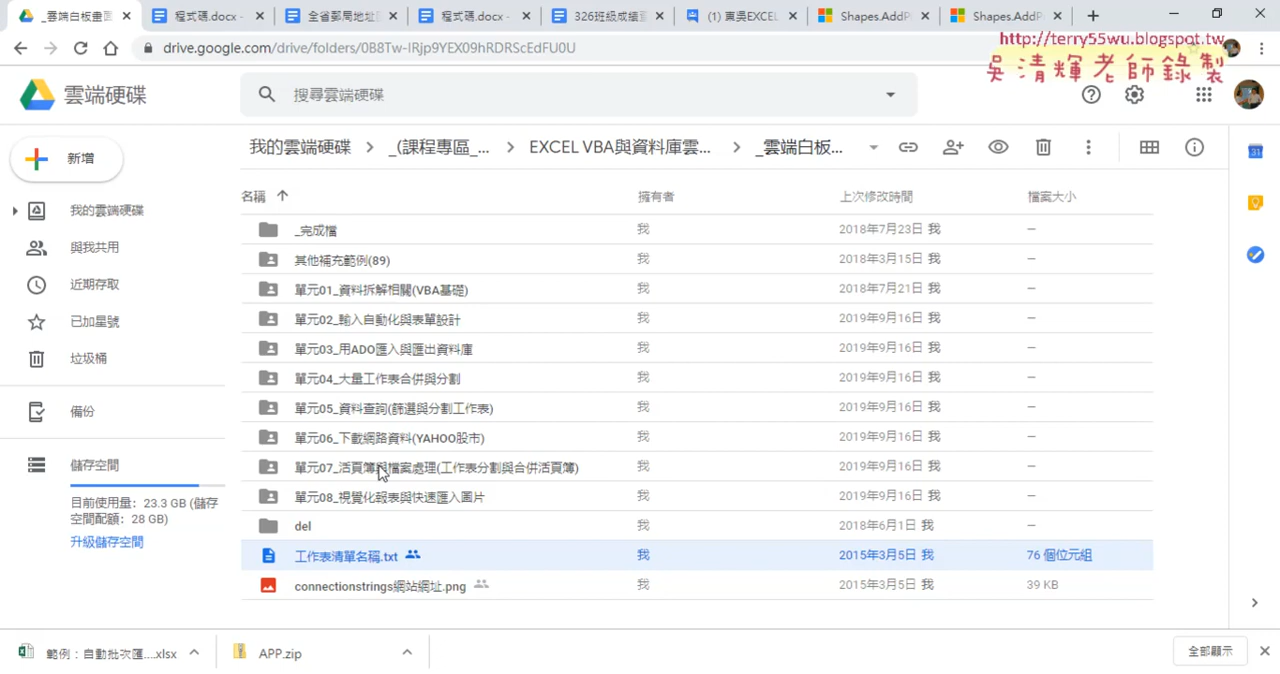 _雲端白板畫面
程式碼.docx -
全省郵局地址
程式碼.docx -
326班級成績
(1) 東吳EXCEL
Shapes.AddP
Shapes.AddP
drive.google.com/drive/folders/0B8Tw-IRjp9YEX09hRDRScEdFU0U
http://terry55wu.blogspot.tw
吳清輝老師錄製
雲端硬碟
搜尋雲端硬碟
新增
我的雲端硬碟
_(課程專區_...
EXCEL VBA與資料庫雲...
_雲端白板...
名稱
擁有者
上次修改時間
檔案大小
我的雲端硬碟
與我共用
近期存取
已加星號
垃圾桶
備份
儲存空間
目前使用量: 23.3 GB (儲存
空間配額: 28 GB)
升級儲存空間
_完成檔 我 2018年7月23日 我 —
其他補充範例(89) 我 2018年3月15日 我 —
單元01_資料拆解相關(VBA基礎) 我 2018年7月21日 我 —
單元02_輸入自動化與表單設計 我 2019年9月16日 我 —
單元03_用ADO匯入與匯出資料庫 我 2019年9月16日 我 —
單元04_大量工作表合併與分割 我 2019年9月16日 我 —
單元05_資料查詢(篩選與分割工作表) 我 2019年9月16日 我 —
單元06_下載網路資料(YAHOO股市) 我 2019年9月16日 我 —
單元07_活頁簿與檔案處理(工作表分割與合併活頁簿) 我 2019年9月16日 我 —
單元08_視覺化報表與快速匯入圖片 我 2019年9月16日 我 —
del 我 2018年6月1日 我 —
工作表清單名稱.txt 我 2015年3月5日 我 76 個位元組
connectionstrings網站網址.png 我 2015年3月5日 我 39 KB
31
範例：自動批次匯....xlsx
APP.zip
全部顯示